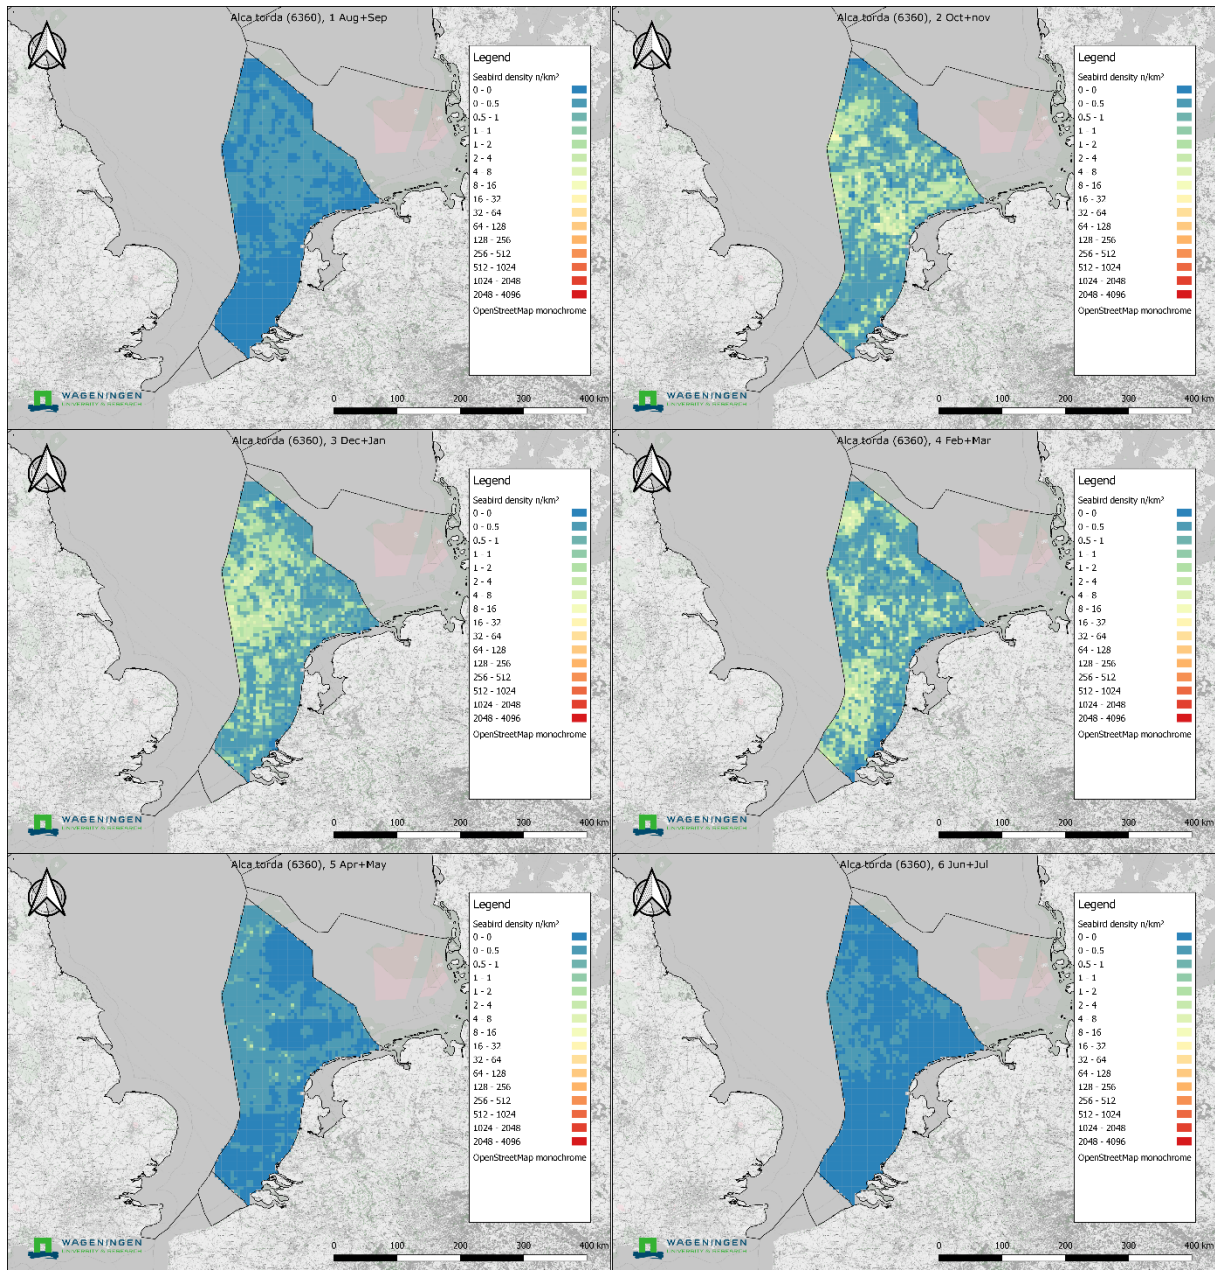 Alca torda (6360), 1 Aug+Sep
Legend
Seabird density n/km²
0 - 0
0 - 0.5
0.5 - 1
1 - 1
1 - 2
2 - 4
4 - 8
8 - 16
16 - 32
32 - 64
64 - 128
128 - 256
256 - 512
512 - 1024
1024 - 2048
2048 - 4096
OpenStreetMap monochrome
WAGENINGEN
UNIVERSITY & RESEARCH
0 100 200 300 400 km
Alca torda (6360), 2 Oct+nov
Legend
Seabird density n/km²
0 - 0
0 - 0.5
0.5 - 1
1 - 1
1 - 2
2 - 4
4 - 8
8 - 16
16 - 32
32 - 64
64 - 128
128 - 256
256 - 512
512 - 1024
1024 - 2048
2048 - 4096
OpenStreetMap monochrome
WAGENINGEN
UNIVERSITY & RESEARCH
0 100 200 300 400 km
Alca torda (6360), 3 Dec+Jan
Legend
Seabird density n/km²
0 - 0
0 - 0.5
0.5 - 1
1 - 1
1 - 2
2 - 4
4 - 8
8 - 16
16 - 32
32 - 64
64 - 128
128 - 256
256 - 512
512 - 1024
1024 - 2048
2048 - 4096
OpenStreetMap monochrome
WAGENINGEN
UNIVERSITY & RESEARCH
0 100 200 300 400 km
Alca torda (6360), 4 Feb+Mar
Legend
Seabird density n/km²
0 - 0
0 - 0.5
0.5 - 1
1 - 1
1 - 2
2 - 4
4 - 8
8 - 16
16 - 32
32 - 64
64 - 128
128 - 256
256 - 512
512 - 1024
1024 - 2048
2048 - 4096
OpenStreetMap monochrome
WAGENINGEN
UNIVERSITY & RESEARCH
0 100 200 300 400 km
Alca torda (6360), 5 Apr+May
Legend
Seabird density n/km²
0 - 0
0 - 0.5
0.5 - 1
1 - 1
1 - 2
2 - 4
4 - 8
8 - 16
16 - 32
32 - 64
64 - 128
128 - 256
256 - 512
512 - 1024
1024 - 2048
2048 - 4096
OpenStreetMap monochrome
WAGENINGEN
UNIVERSITY & RESEARCH
0 100 200 300 400 km
Alca torda (6360), 6 Jun+Jul
Legend
Seabird density n/km²
0 - 0
0 - 0.5
0.5 - 1
1 - 1
1 - 2
2 - 4
4 - 8
8 - 16
16 - 32
32 - 64
64 - 128
128 - 256
256 - 512
512 - 1024
1024 - 2048
2048 - 4096
OpenStreetMap monochrome
WAGENINGEN
UNIVERSITY & RESEARCH
0 100 200 300 400 km